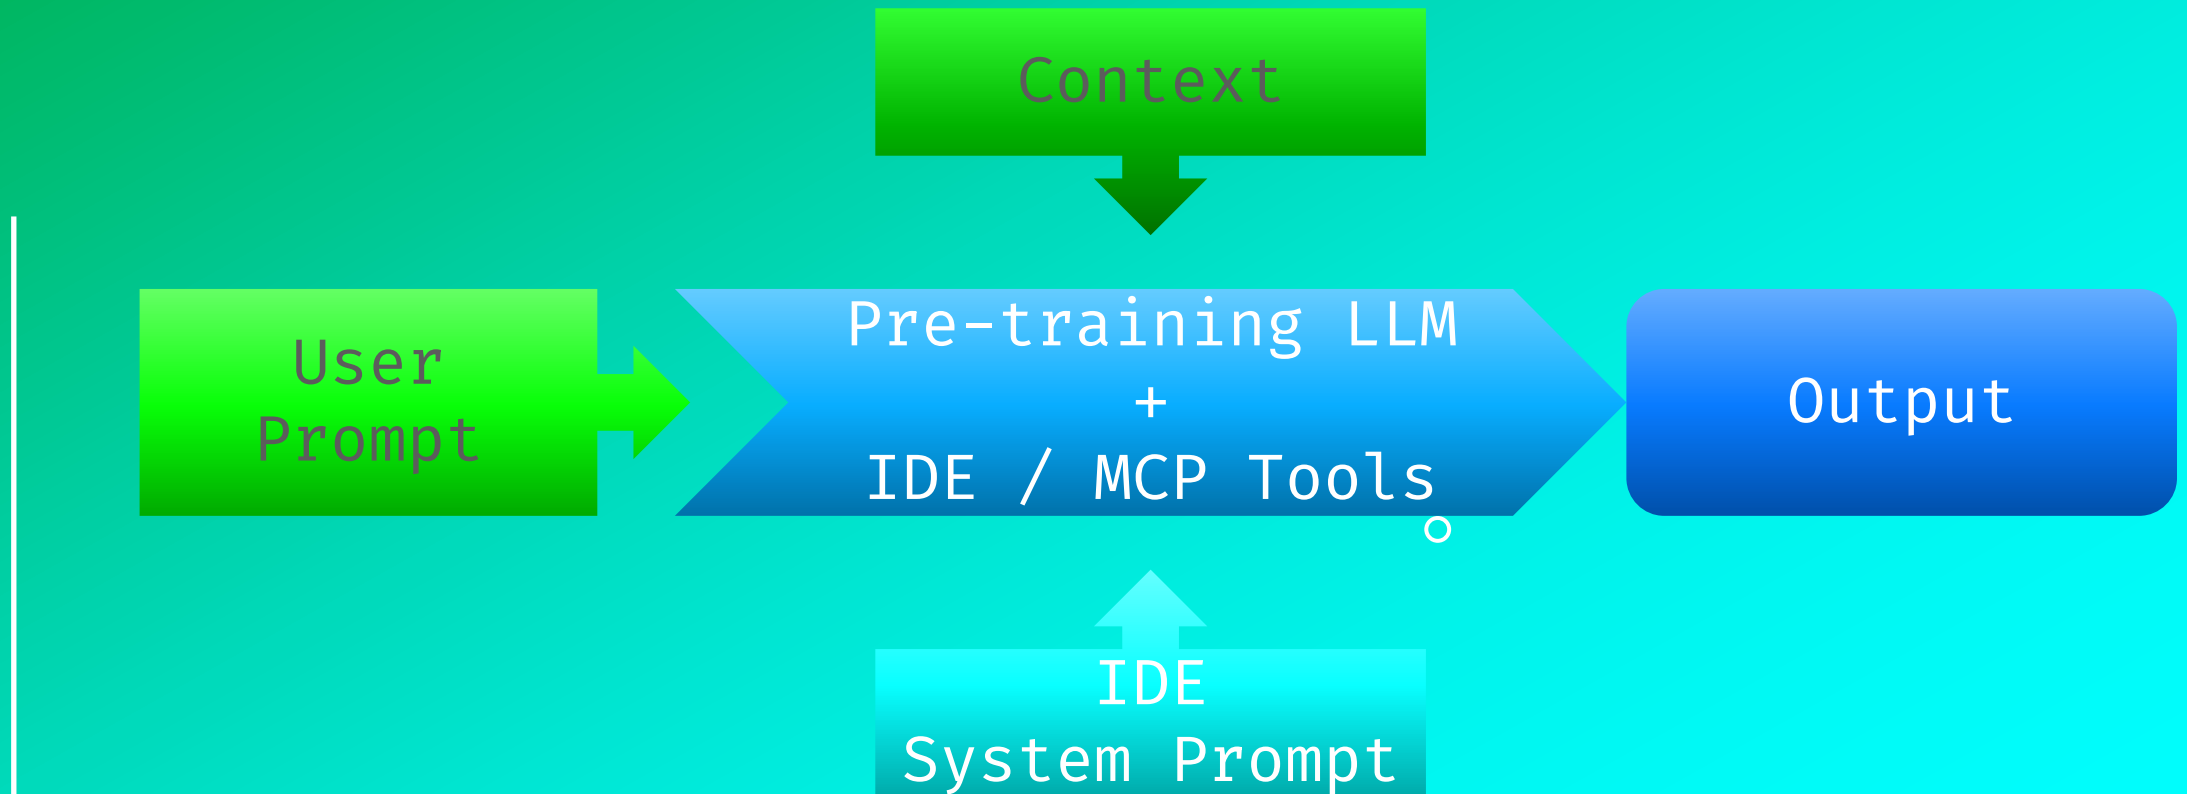 Context
User
Prompt
Pre-training LLM
+
IDE / MCP Tools
Output
IDE
System Prompt